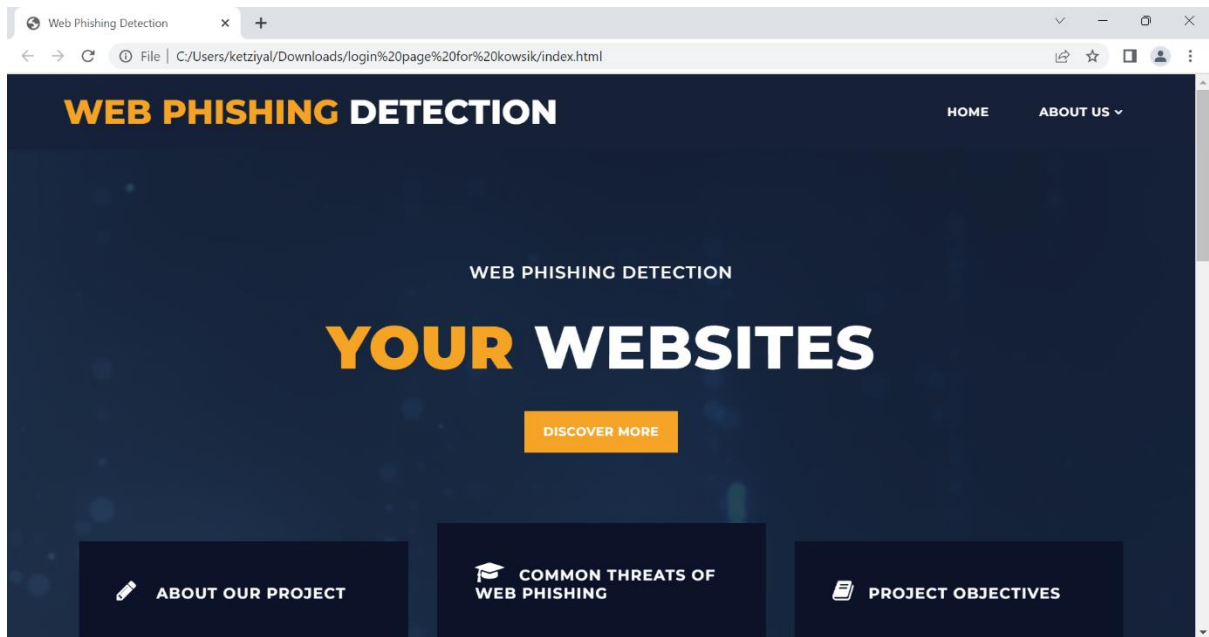 Web Phishing Detection
File | C:/Users/ketziyal/Downloads/login%20page%20for%20kowsik/index.html
WEB PHISHING DETECTION
HOME
ABOUT US
WEB PHISHING DETECTION
YOUR WEBSITES
DISCOVER MORE
ABOUT OUR PROJECT
COMMON THREATS OF
WEB PHISHING
PROJECT OBJECTIVES